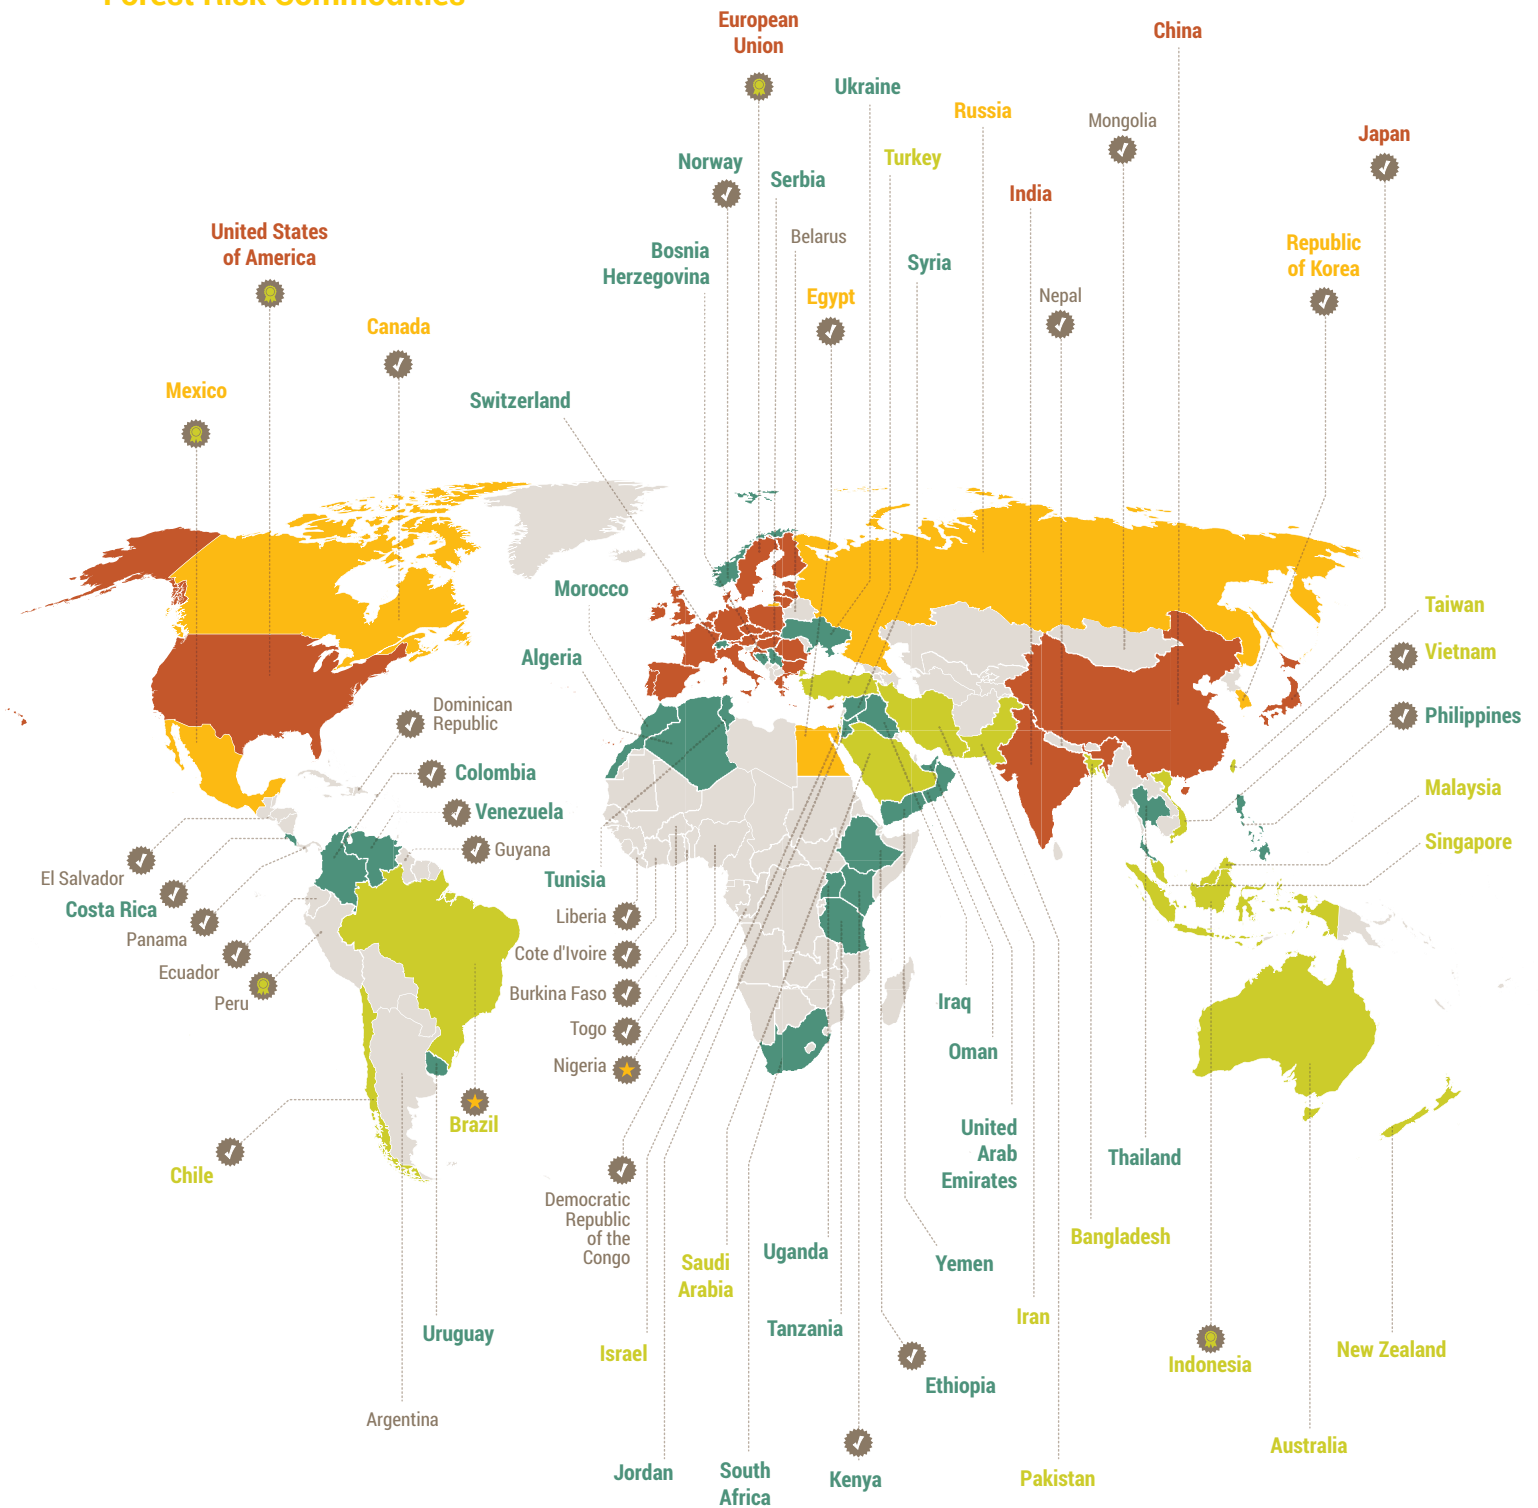 Forest Risk Commodities
European
Union
China
Ukraine
Russia
Mongolia
Japan
Norway
Turkey
Serbia
India
United States
of America
Belarus
Republic
of Korea
Bosnia
Herzegovina
Syria
Egypt
Nepal
Canada
Mexico
Switzerland
Morocco
Taiwan
Algeria
Vietnam
Dominican
Republic
Philippines
Colombia
Malaysia
Venezuela
Singapore
Guyana
El Salvador
Tunisia
Costa Rica
Liberia
Panama
Cote d'Ivoire
Ecuador
Burkina Faso
Peru
Iraq
Togo
Oman
Nigeria
Brazil
United
Arab
Emirates
Thailand
Chile
Democratic
Republic
of the
Congo
Saudi
Arabia
Uganda
Yemen
Bangladesh
Iran
Uruguay
Tanzania
Israel
New Zealand
Indonesia
Ethiopia
Argentina
Australia
Jordan
South
Africa
Kenya
Pakistan